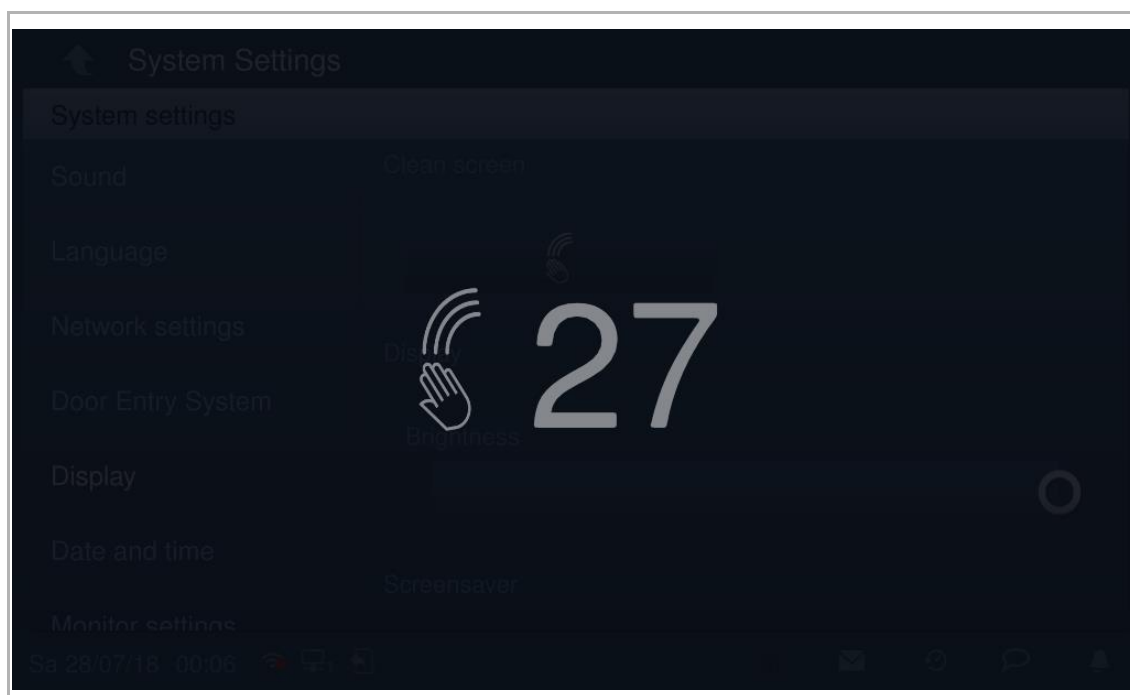 System Settings
System settings
Sound
Clean screen
Language
27
Network settings
Display
Door Entry System
Brightness
Display
Date and time
Screensaver
Monitor settings
Sa 28/07/18 00:06